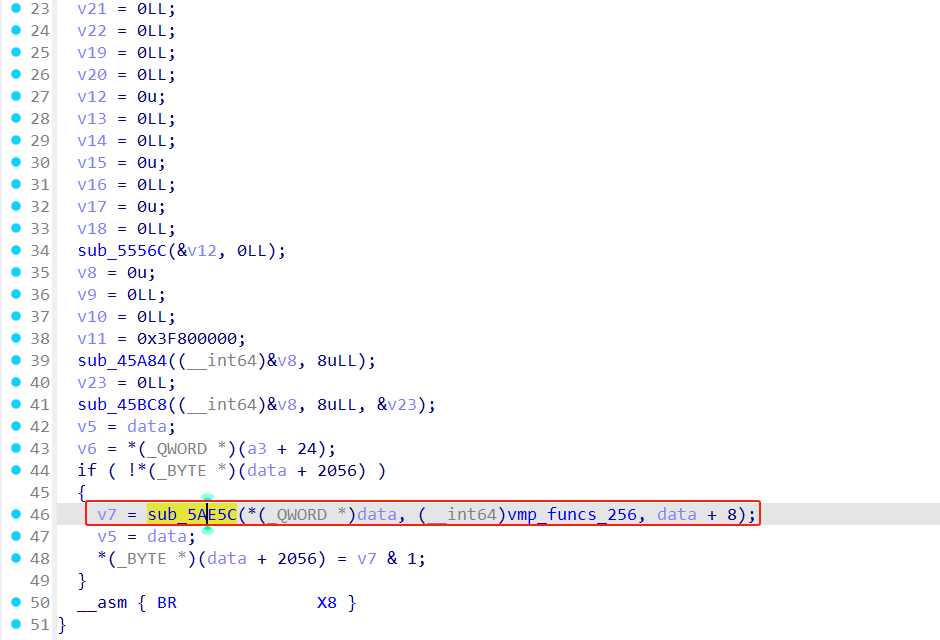 23 v21 = 0LL;
24 v22 = 0LL;
25 v19 = 0LL;
26 v20 = 0LL;
27 v12 = 0u;
28 v13 = 0LL;
29 v14 = 0LL;
30 v15 = 0u;
31 v16 = 0LL;
32 v17 = 0u;
33 v18 = 0LL;
34 sub_5556C(&v12, 0LL);
35 v8 = 0u;
36 v9 = 0LL;
37 v10 = 0LL;
38 v11 = 0x3F800000;
39 sub_45A84((__int64)&v8, 8uLL);
40 v23 = 0LL;
41 sub_45BC8((__int64)&v8, 8uLL, &v23);
42 v5 = data;
43 v6 = *(_QWORD *)(a3 + 24);
44 if ( !*(_BYTE *)(data + 2056) )
45 {
46 v7 = sub_5AE5C(*(_QWORD *)data, (__int64)vmp_funcs_256, data + 8);
47 v5 = data;
48 *(_BYTE *)(data + 2056) = v7 & 1;
49 }
50 __asm { BR X8 }
51 }